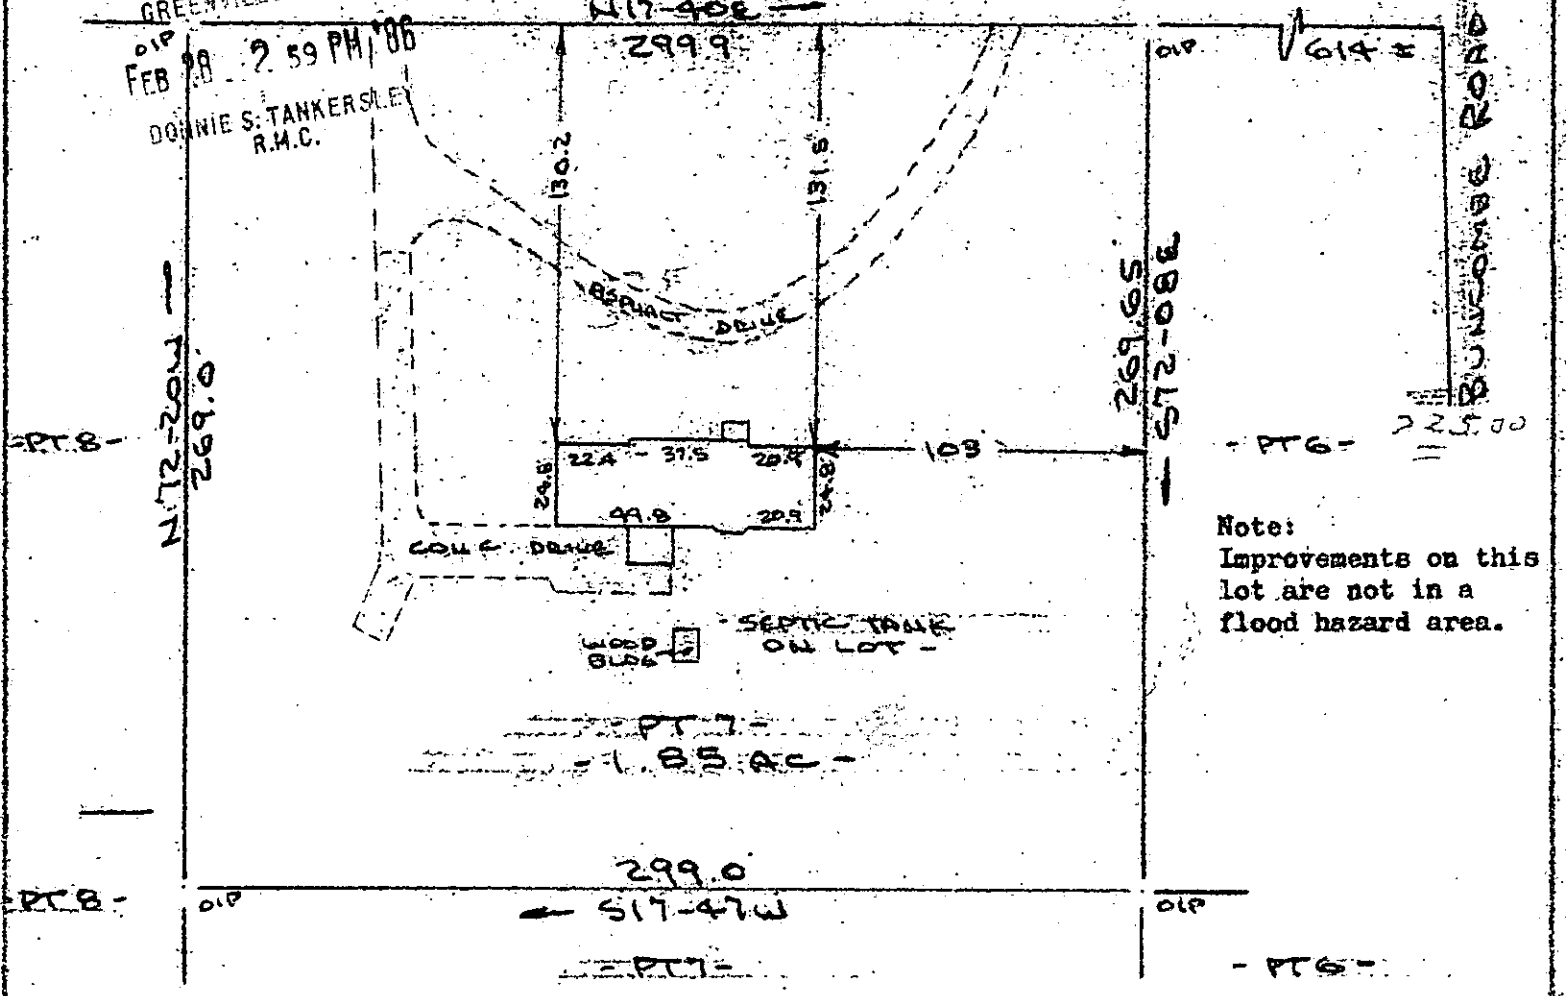 N17-40E
299.9
OIP
FEB 2 59 PM '86
DONNIE S. TANKERSLEY
R.M.C.
OIP
614 ±
BUNCOMBE ROAD
130.2
131.5
ASPHALT DRIVE
N72-20W
269.0
269.65
S72-08E
-PT 8-
-PT 6-
225.00
22.4 - 37.5
20.9
103
24.8
24.8
49.8
20.9
CONC. DRIVE
Note:
Improvements on this
lot are not in a
flood hazard area.
WOOD
BLDG
-SEPTIC TANK
ON LOT-
-PT 7-
-1.85 AC-
299.0
S17-47W
-PT 8-
OIP
OIP
-PT 7-
-PT 6-